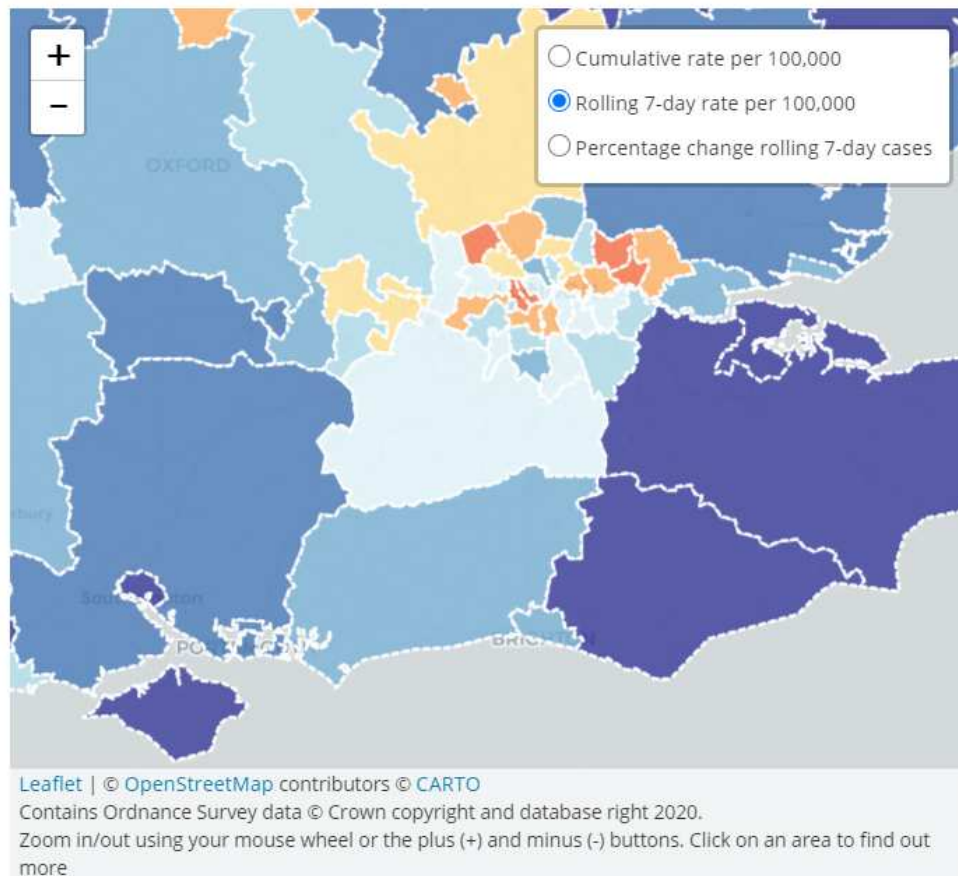 +
−
Cumulative rate per 100,000
Rolling 7-day rate per 100,000
Percentage change rolling 7-day cases
OXFORD
BRIGHTON
Leaflet | © OpenStreetMap contributors © CARTO
Contains Ordnance Survey data © Crown copyright and database right 2020.
Zoom in/out using your mouse wheel or the plus (+) and minus (-) buttons. Click on an area to find out
more